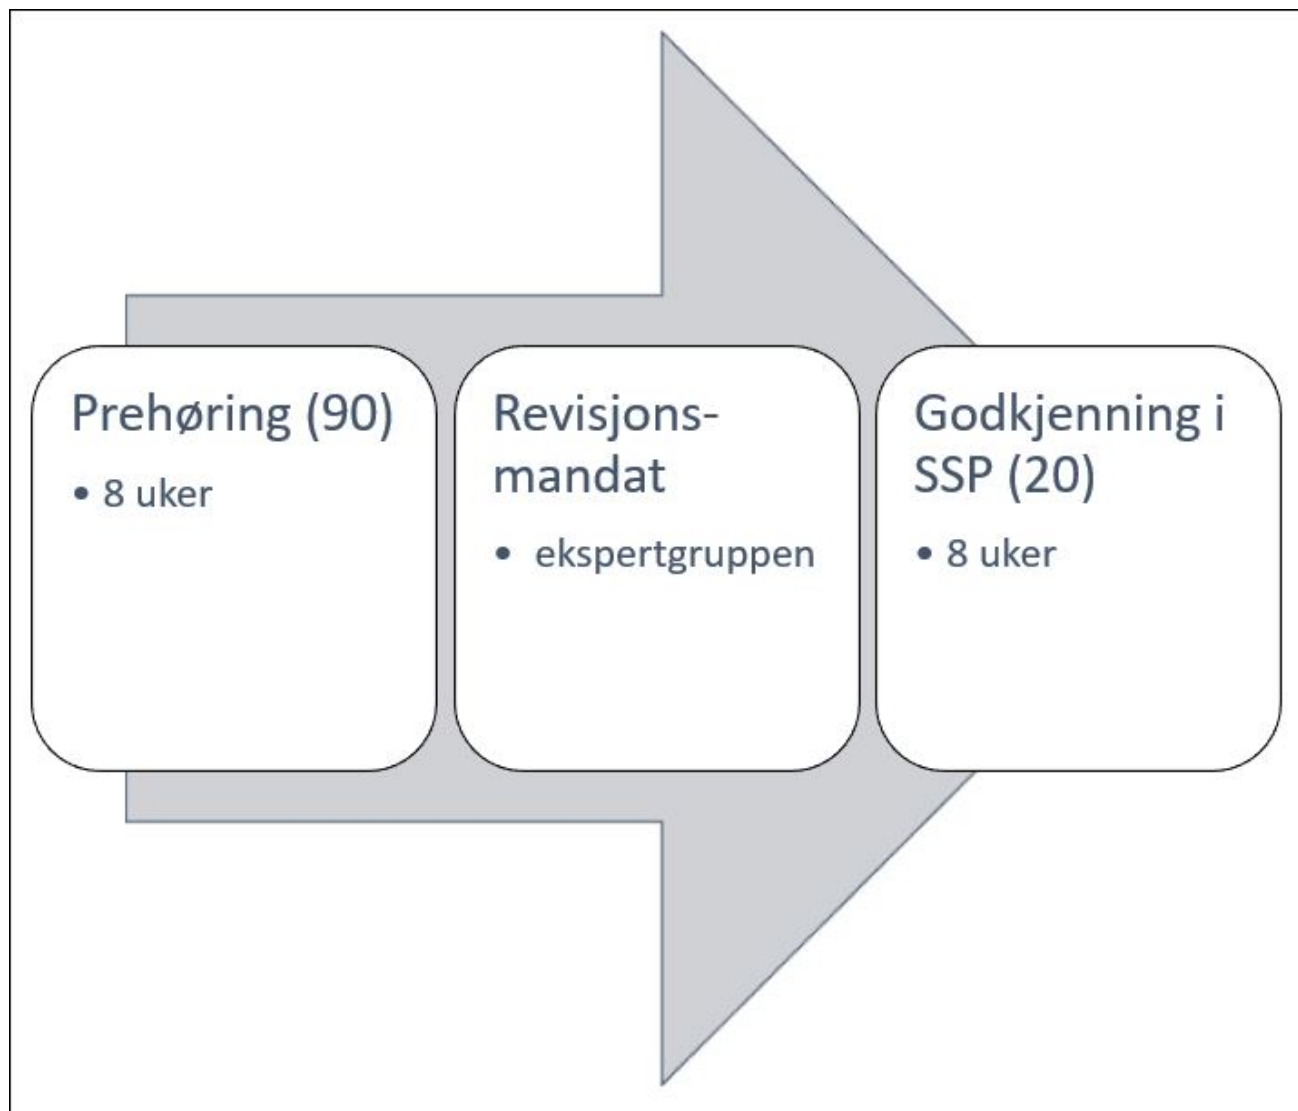 Prehøring (90)
• 8 uker
Revisjons-
mandat
• ekspertgruppen
Godkjenning i
SSP (20)
• 8 uker